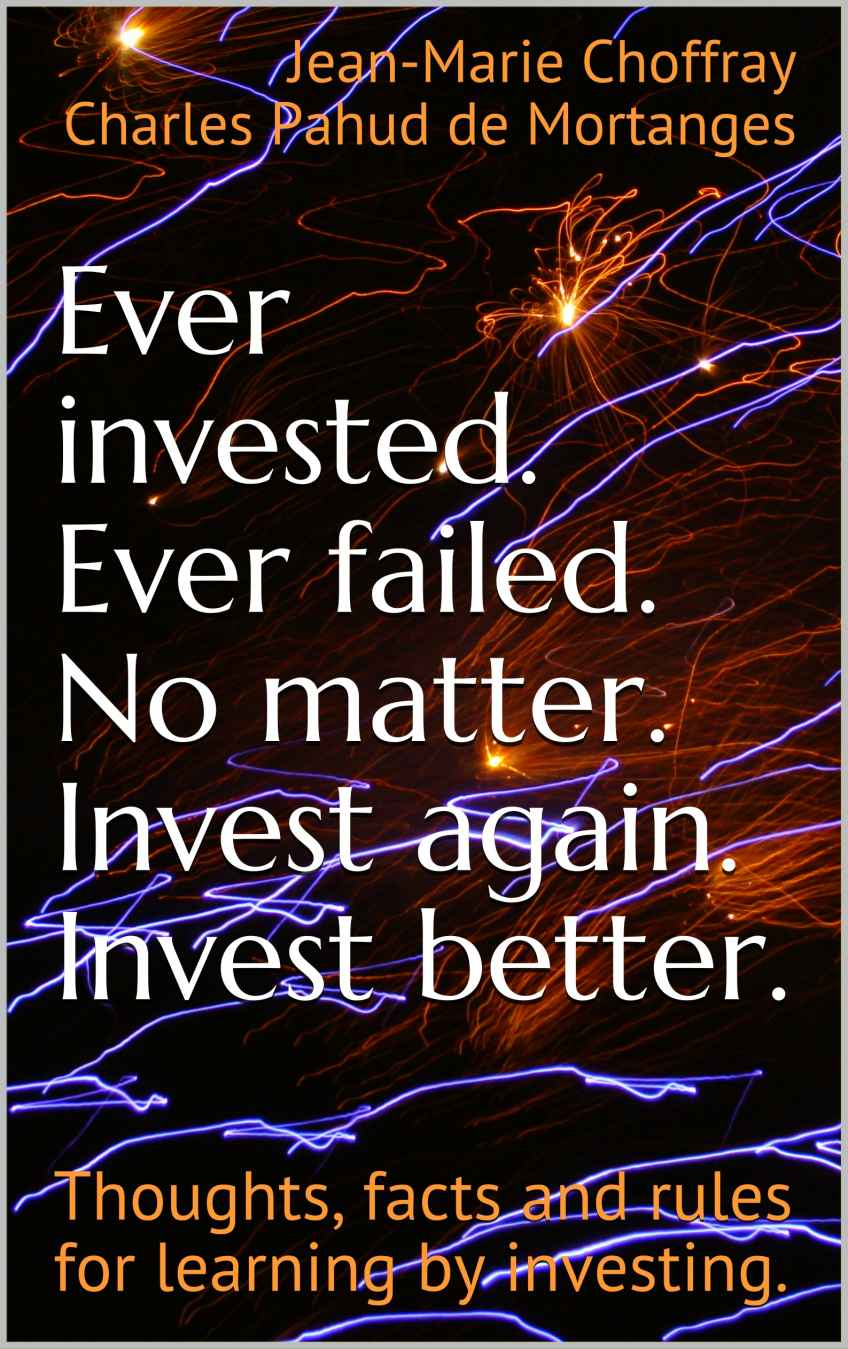 Jean-Marie Choffray
Charles Pahud de Mortanges
Ever
invested.
Ever failed.
No matter.
Invest again.
Invest better.
Thoughts, facts and rules
for learning by investing.